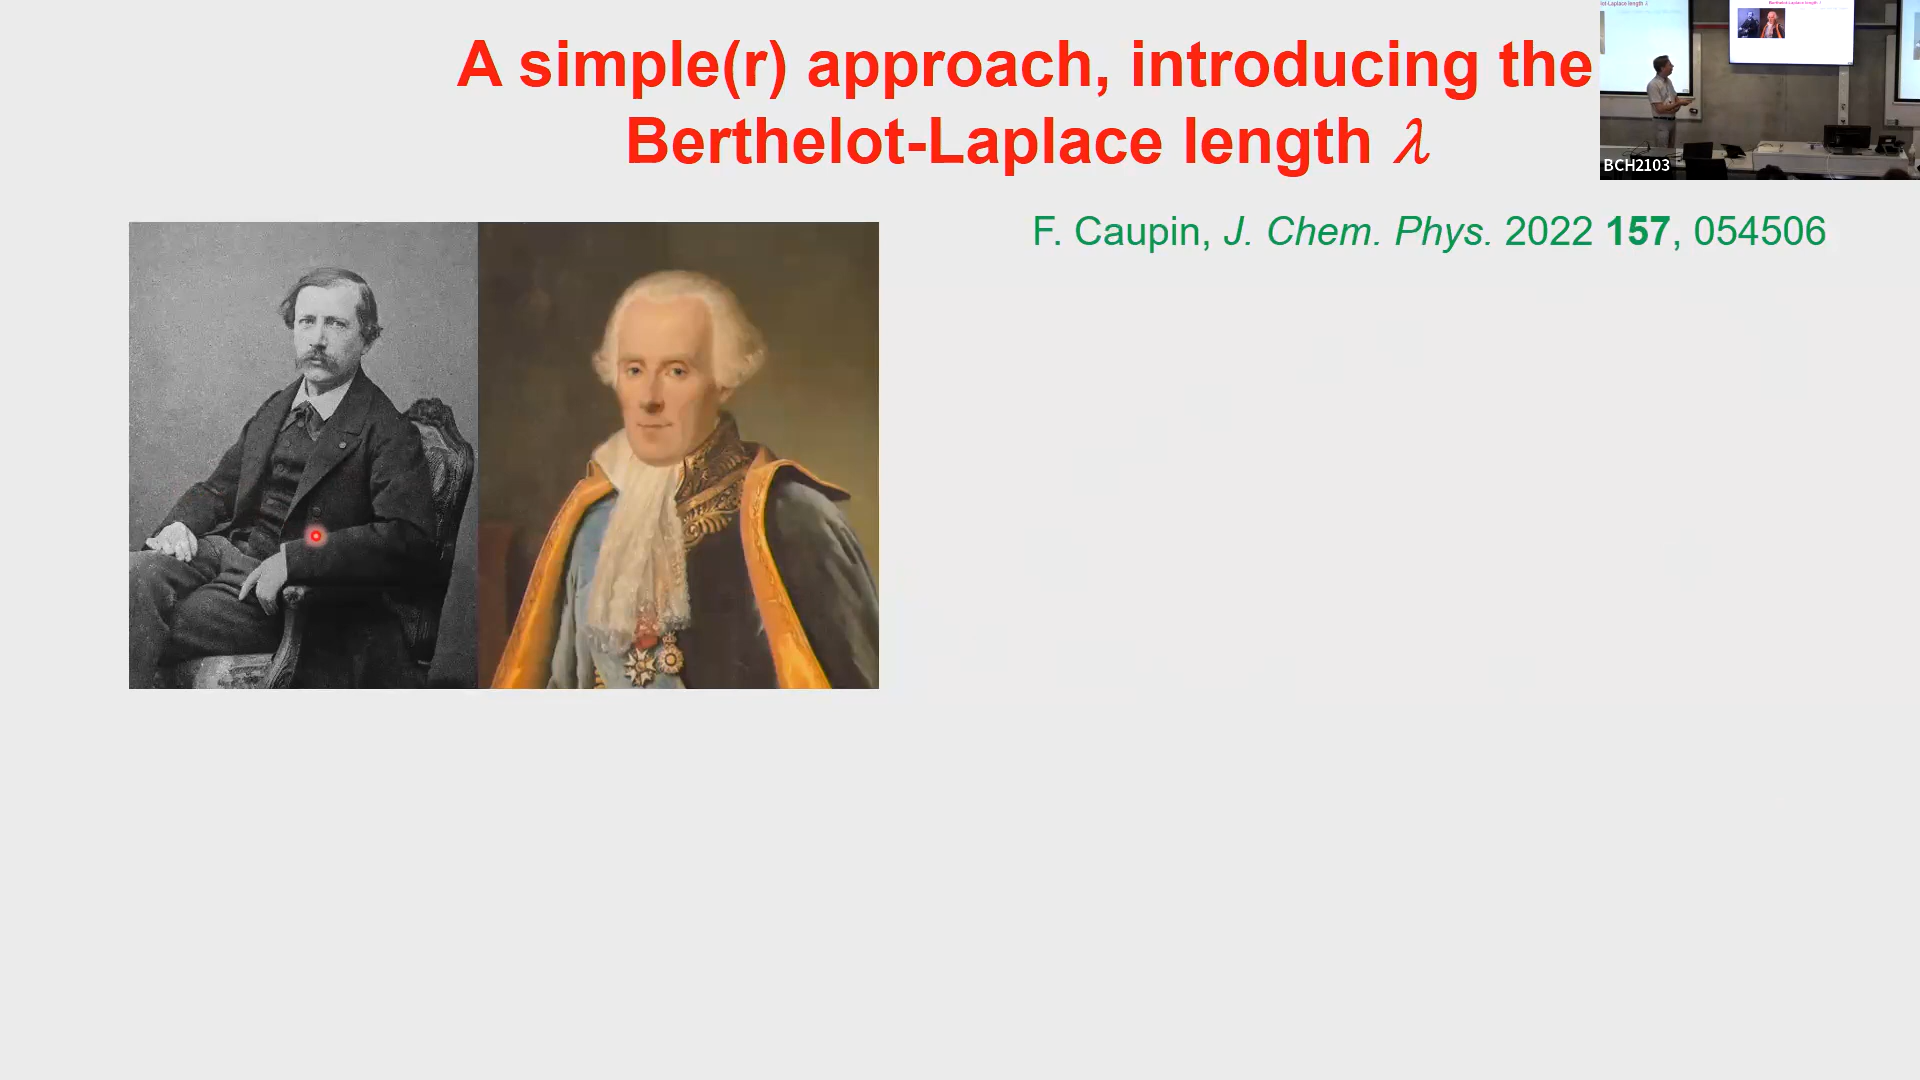 A simple(r) approach, introducing the
Berthelot-Laplace length λ
F. Caupin, J. Chem. Phys. 2022 157, 054506
BCH2103